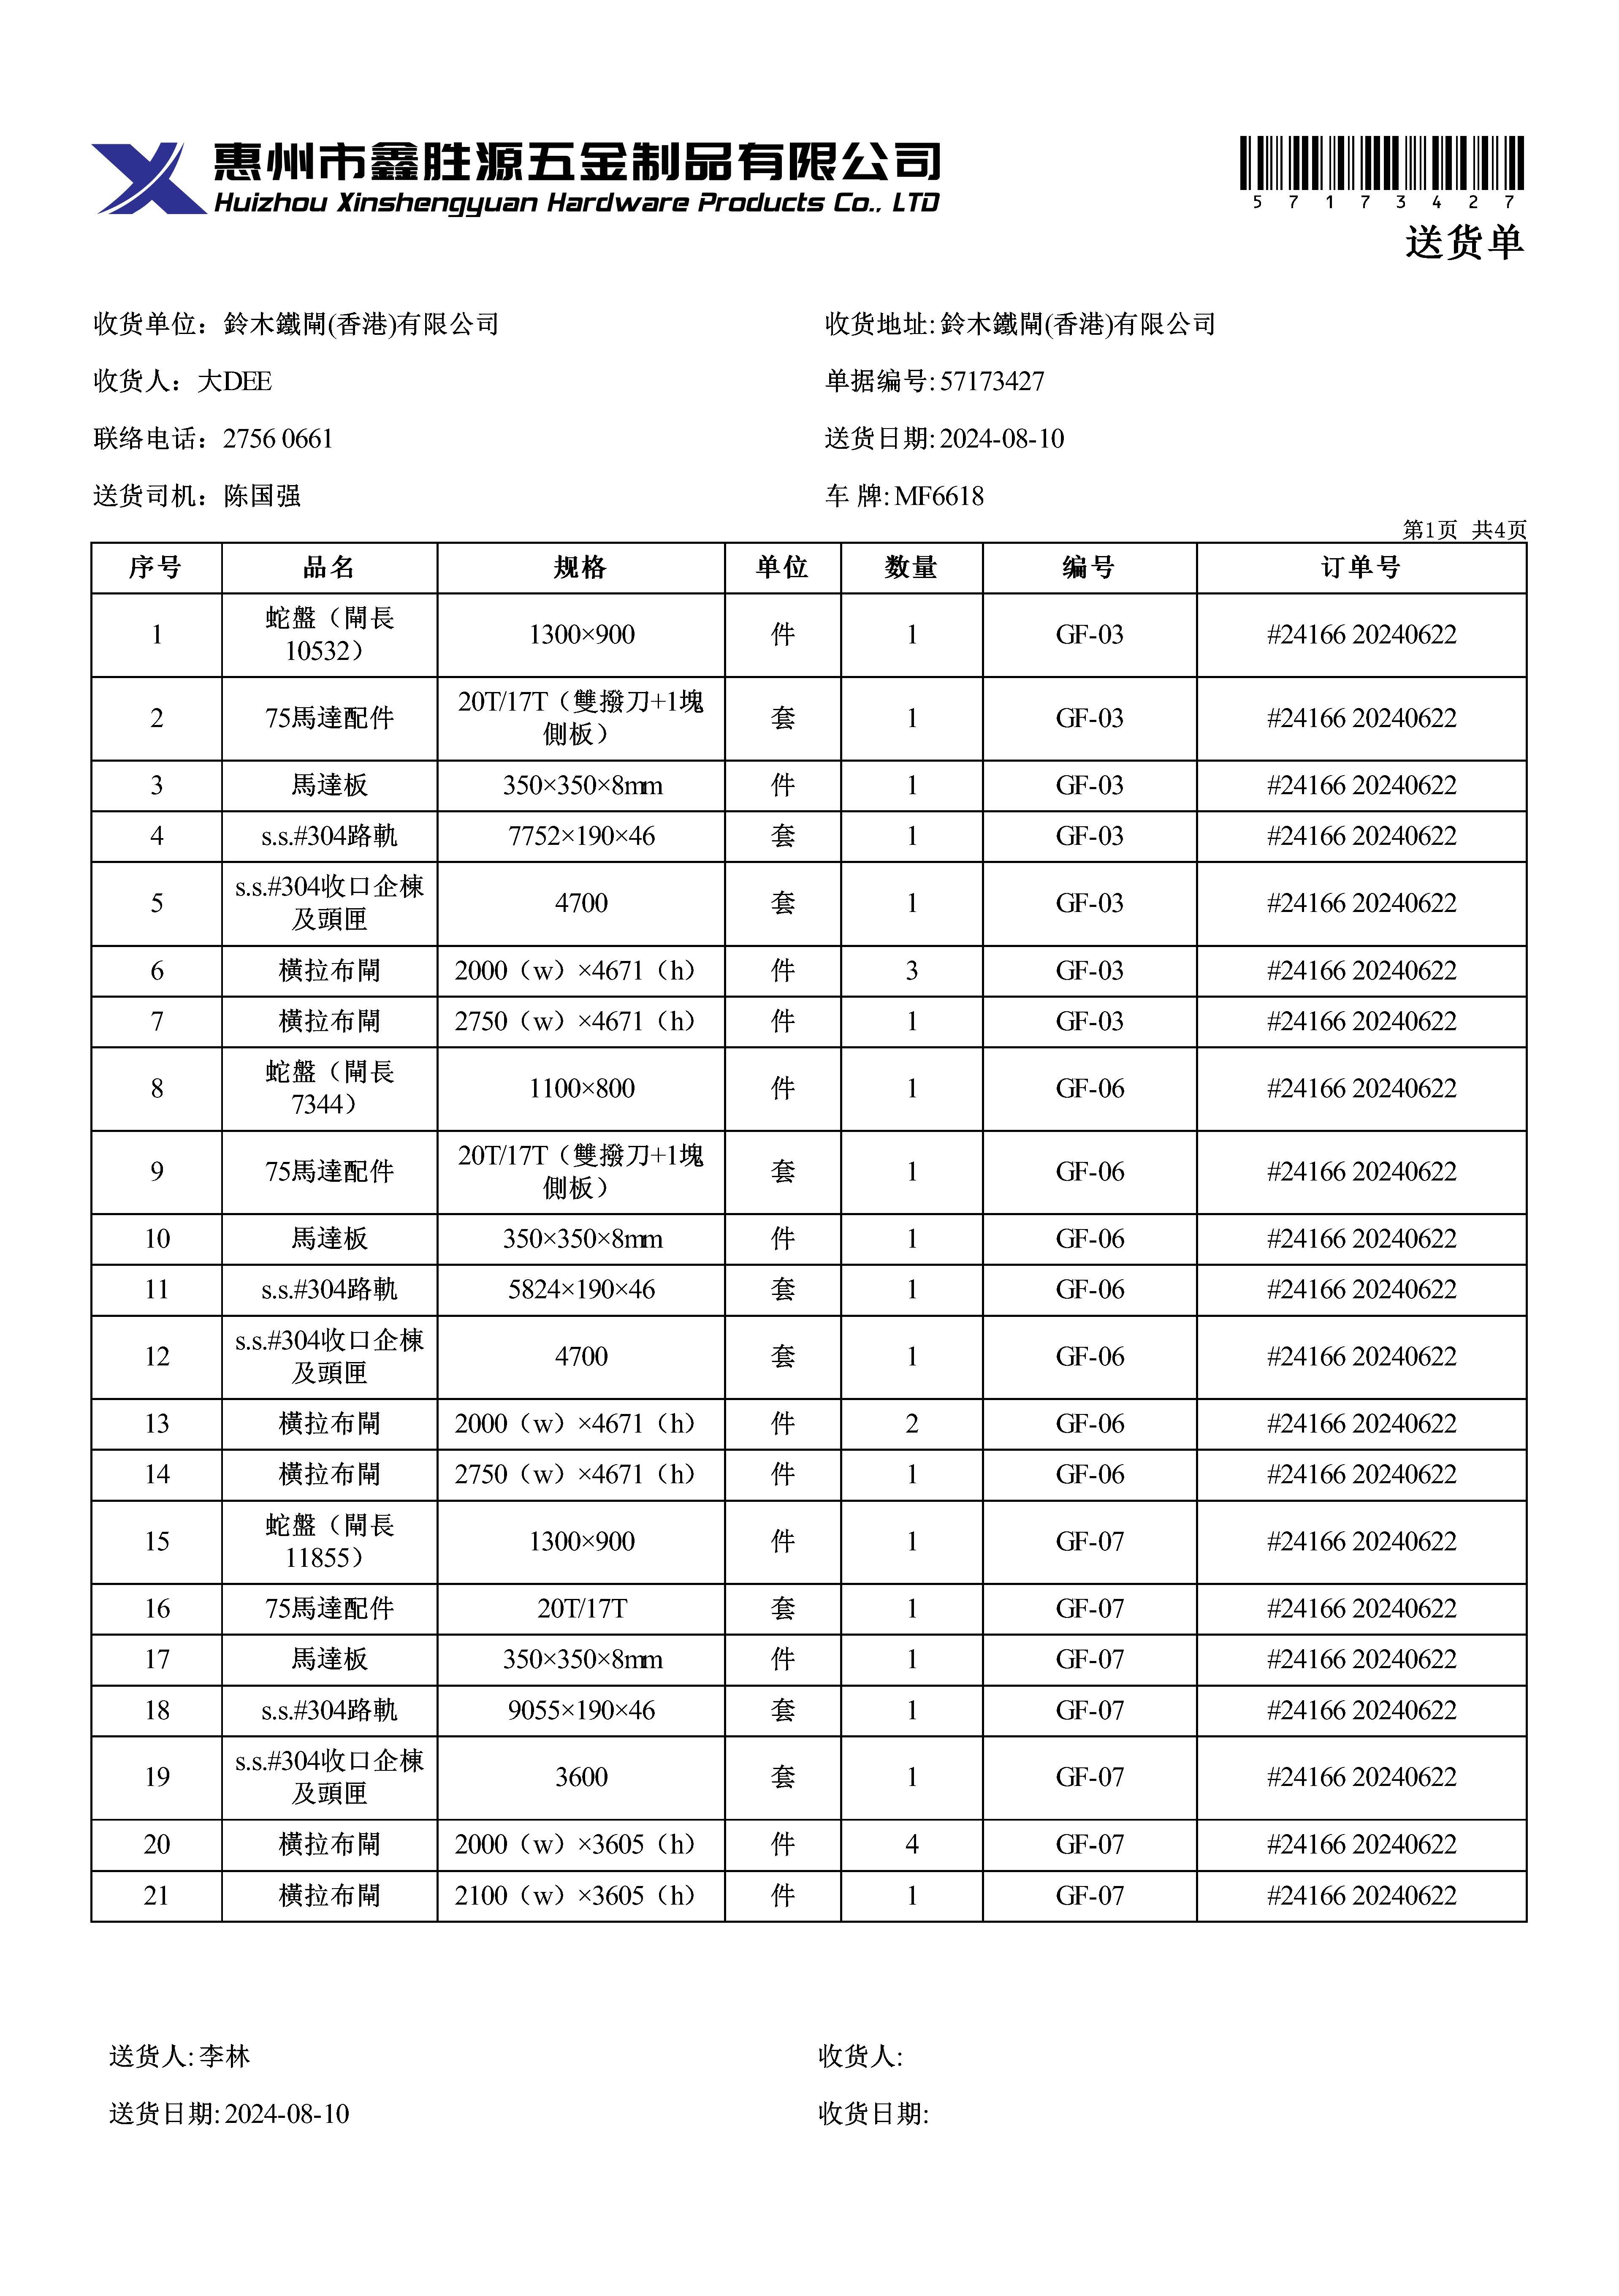 惠州市鑫胜源五金制品有限公司
Huizhou Xinshengyuan Hardware Products Co., LTD
5 7 1 7 3 4 2 7
送货单
收货单位：鈴木鐵閘(香港)有限公司
收货地址: 鈴木鐵閘(香港)有限公司
收货人：大DEE
单据编号: 57173427
联络电话：2756 0661
送货日期: 2024-08-10
送货司机：陈国强
车 牌: MF6618
第1页 共4页
序号 品名 规格 单位 数量 编号 订单号
1 蛇盤（閘長10532） 1300×900 件 1 GF-03 #24166 20240622
2 75馬達配件 20T/17T（雙撥刀+1塊側板） 套 1 GF-03 #24166 20240622
3 馬達板 350×350×8mm 件 1 GF-03 #24166 20240622
4 s.s.#304路軌 7752×190×46 套 1 GF-03 #24166 20240622
5 s.s.#304收口企棟及頭匣 4700 套 1 GF-03 #24166 20240622
6 橫拉布閘 2000（w）×4671（h） 件 3 GF-03 #24166 20240622
7 橫拉布閘 2750（w）×4671（h） 件 1 GF-03 #24166 20240622
8 蛇盤（閘長7344） 1100×800 件 1 GF-06 #24166 20240622
9 75馬達配件 20T/17T（雙撥刀+1塊側板） 套 1 GF-06 #24166 20240622
10 馬達板 350×350×8mm 件 1 GF-06 #24166 20240622
11 s.s.#304路軌 5824×190×46 套 1 GF-06 #24166 20240622
12 s.s.#304收口企棟及頭匣 4700 套 1 GF-06 #24166 20240622
13 橫拉布閘 2000（w）×4671（h） 件 2 GF-06 #24166 20240622
14 橫拉布閘 2750（w）×4671（h） 件 1 GF-06 #24166 20240622
15 蛇盤（閘長11855） 1300×900 件 1 GF-07 #24166 20240622
16 75馬達配件 20T/17T 套 1 GF-07 #24166 20240622
17 馬達板 350×350×8mm 件 1 GF-07 #24166 20240622
18 s.s.#304路軌 9055×190×46 套 1 GF-07 #24166 20240622
19 s.s.#304收口企棟及頭匣 3600 套 1 GF-07 #24166 20240622
20 橫拉布閘 2000（w）×3605（h） 件 4 GF-07 #24166 20240622
21 橫拉布閘 2100（w）×3605（h） 件 1 GF-07 #24166 20240622
送货人: 李林
收货人:
送货日期: 2024-08-10
收货日期: